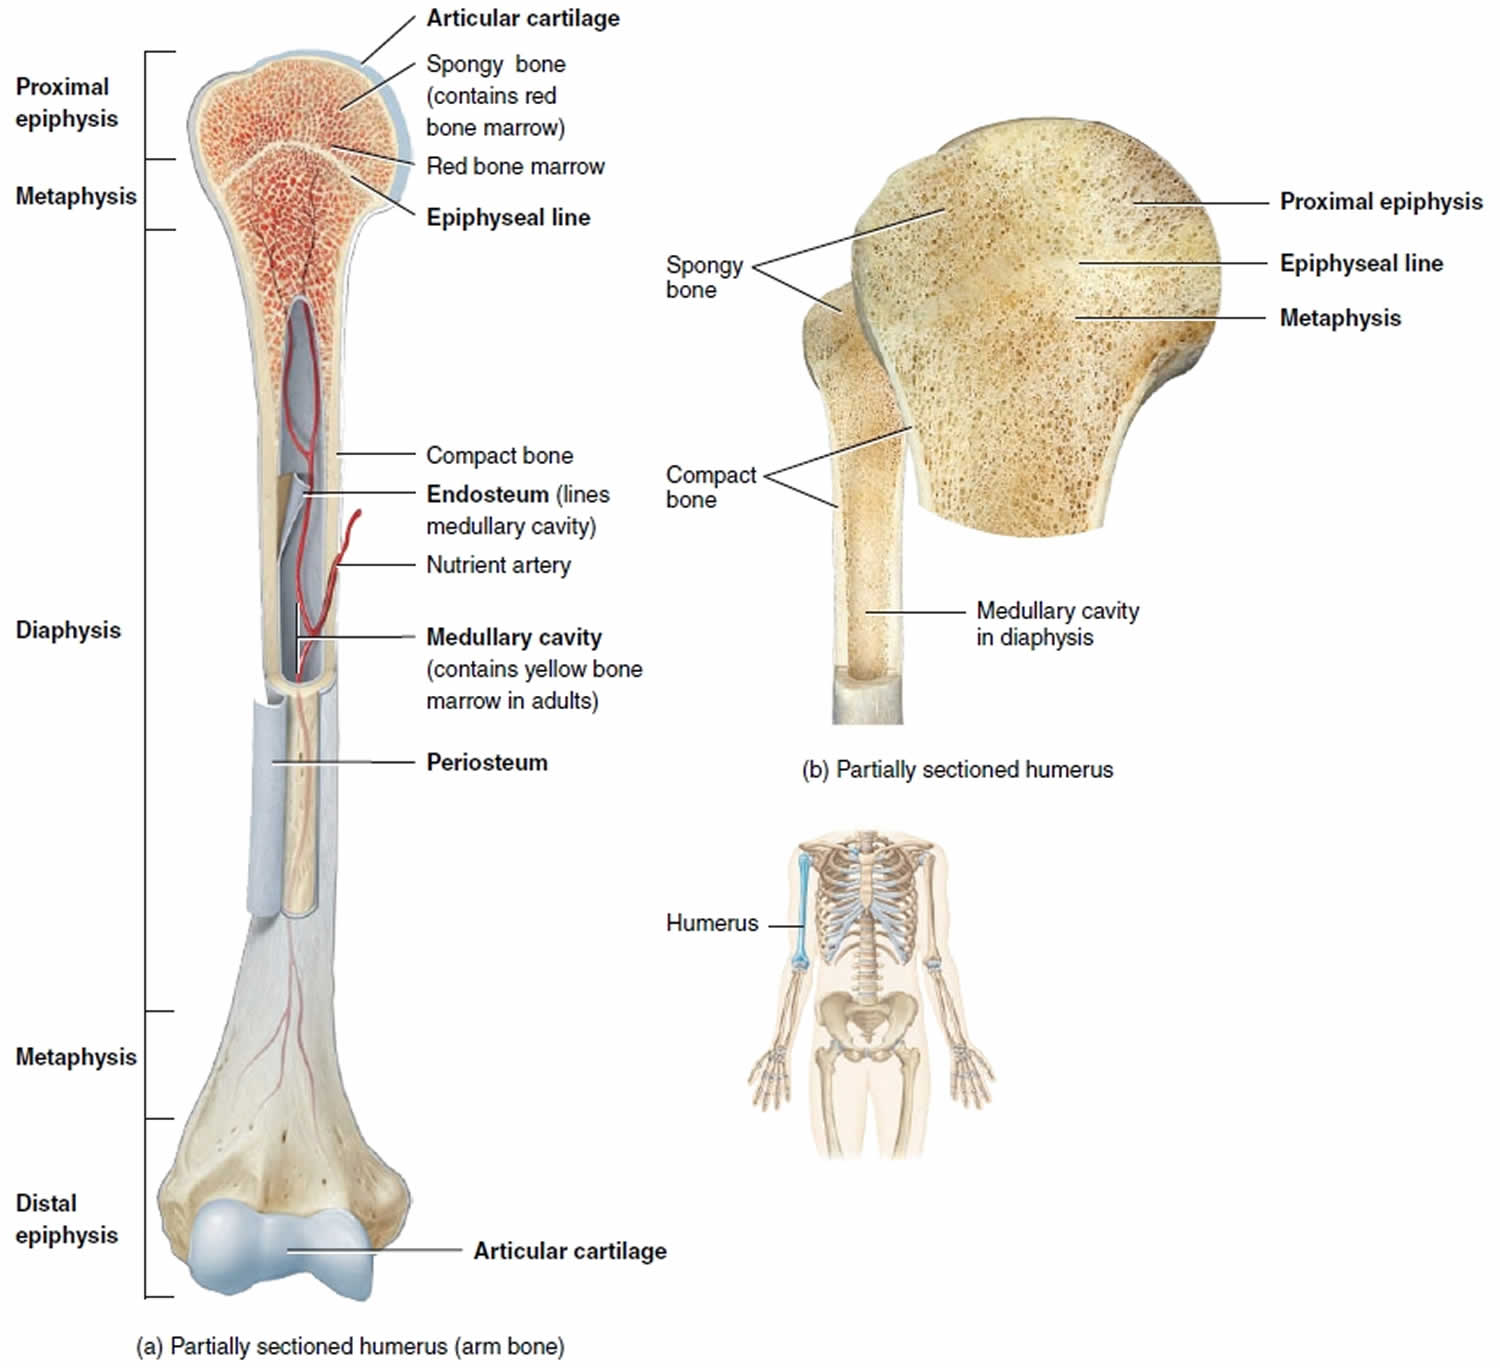 Articular cartilage
Proximal
epiphysis
Spongy bone
(contains red
bone marrow)
Red bone marrow
Metaphysis
Epiphyseal line
Compact bone
Endosteum (lines
medullary cavity)
Nutrient artery
Diaphysis
Medullary cavity
(contains yellow bone
marrow in adults)
Periosteum
Metaphysis
Distal
epiphysis
Articular cartilage
(a) Partially sectioned humerus (arm bone)
Proximal epiphysis
Spongy
bone
Epiphyseal line
Metaphysis
Compact
bone
Medullary cavity
in diaphysis
(b) Partially sectioned humerus
Humerus